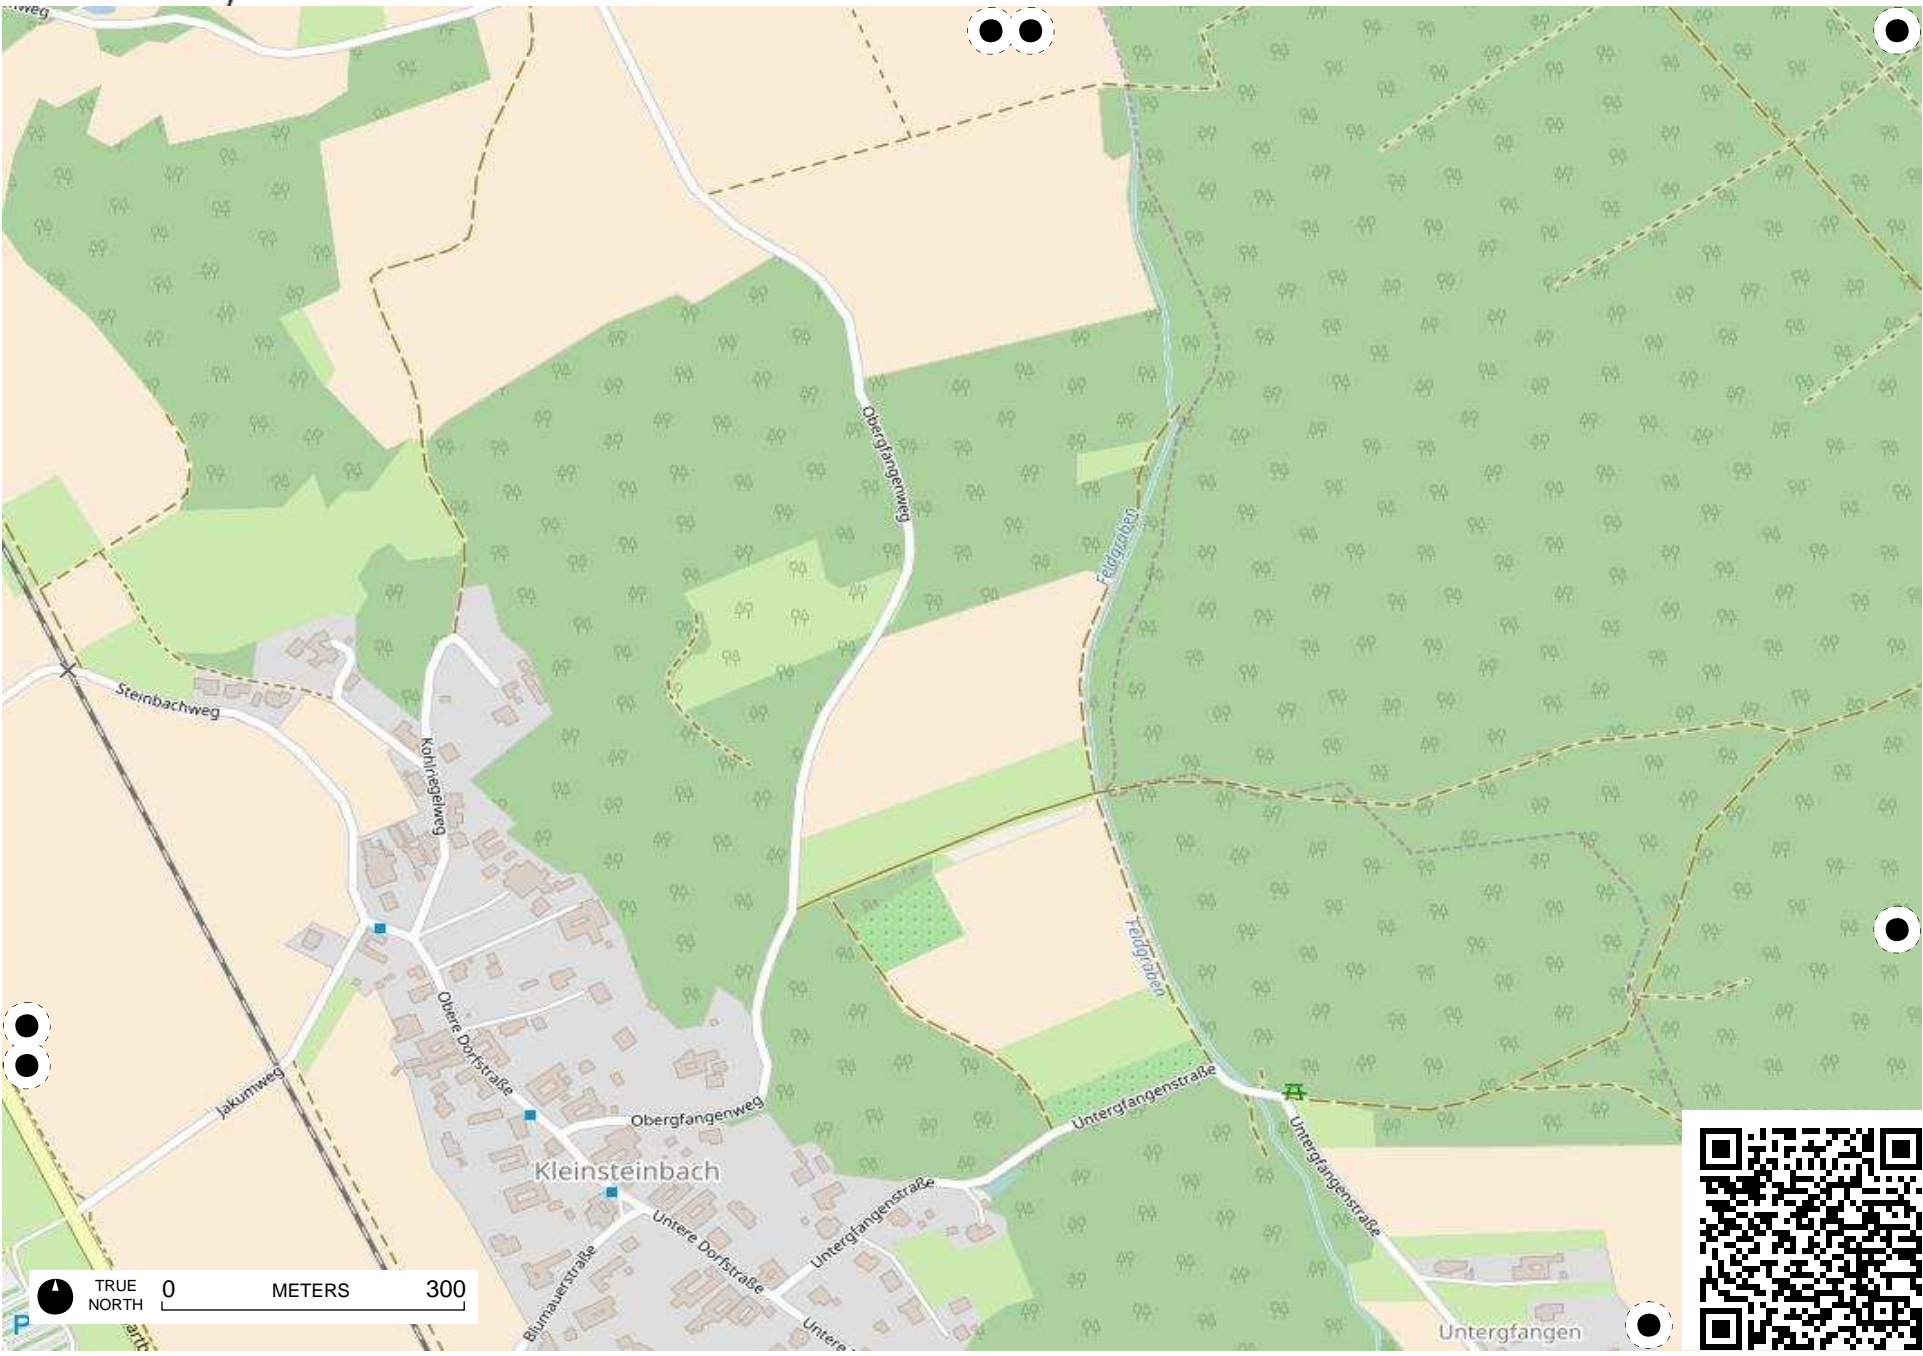 Obergfangenweg
Feldgraben
Steinbachweg
Kohlriegelweg
Feldgraben
Obere Dorfstraße
Jakumweg
Obergfangenweg
Untergfangenstraße
Untergfangenstraße
Kleinsteinbach
Untergfangenstraße
Untere Dorfstraße
Blumauerstraße
TRUE NORTH
0 METERS 300
P
Untere
Untergfangen